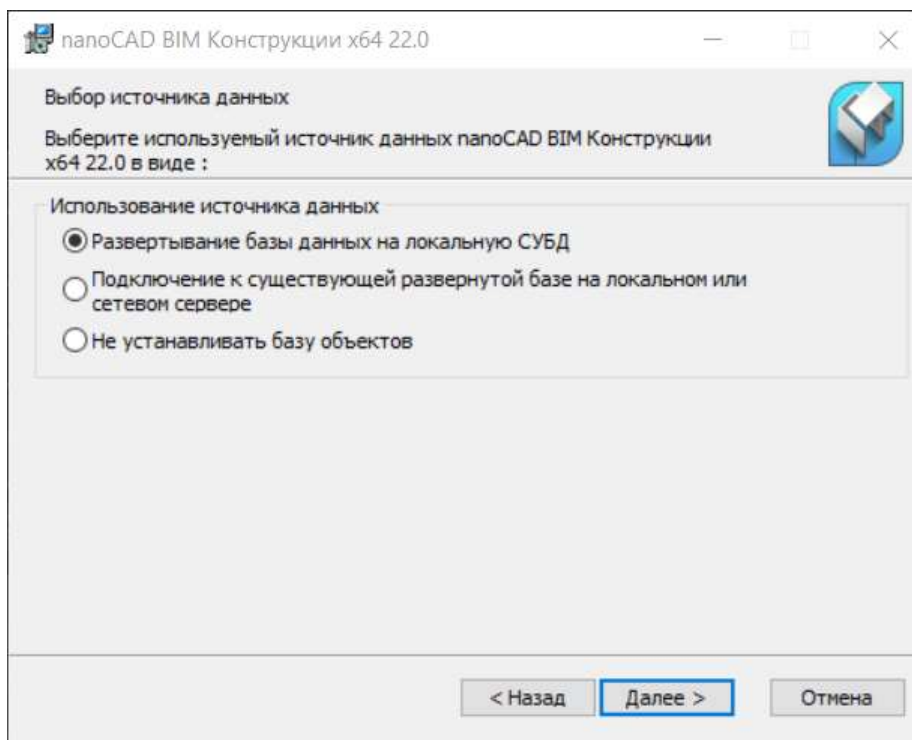 nanoCAD BIM Конструкции x64 22.0
Выбор источника данных
Выберите используемый источник данных nanoCAD BIM Конструкции
x64 22.0 в виде :
Использование источника данных
Развертывание базы данных на локальную СУБД
Подключение к существующей развернутой базе на локальном или
сетевом сервере
Не устанавливать базу объектов
< Назад
Далее >
Отмена